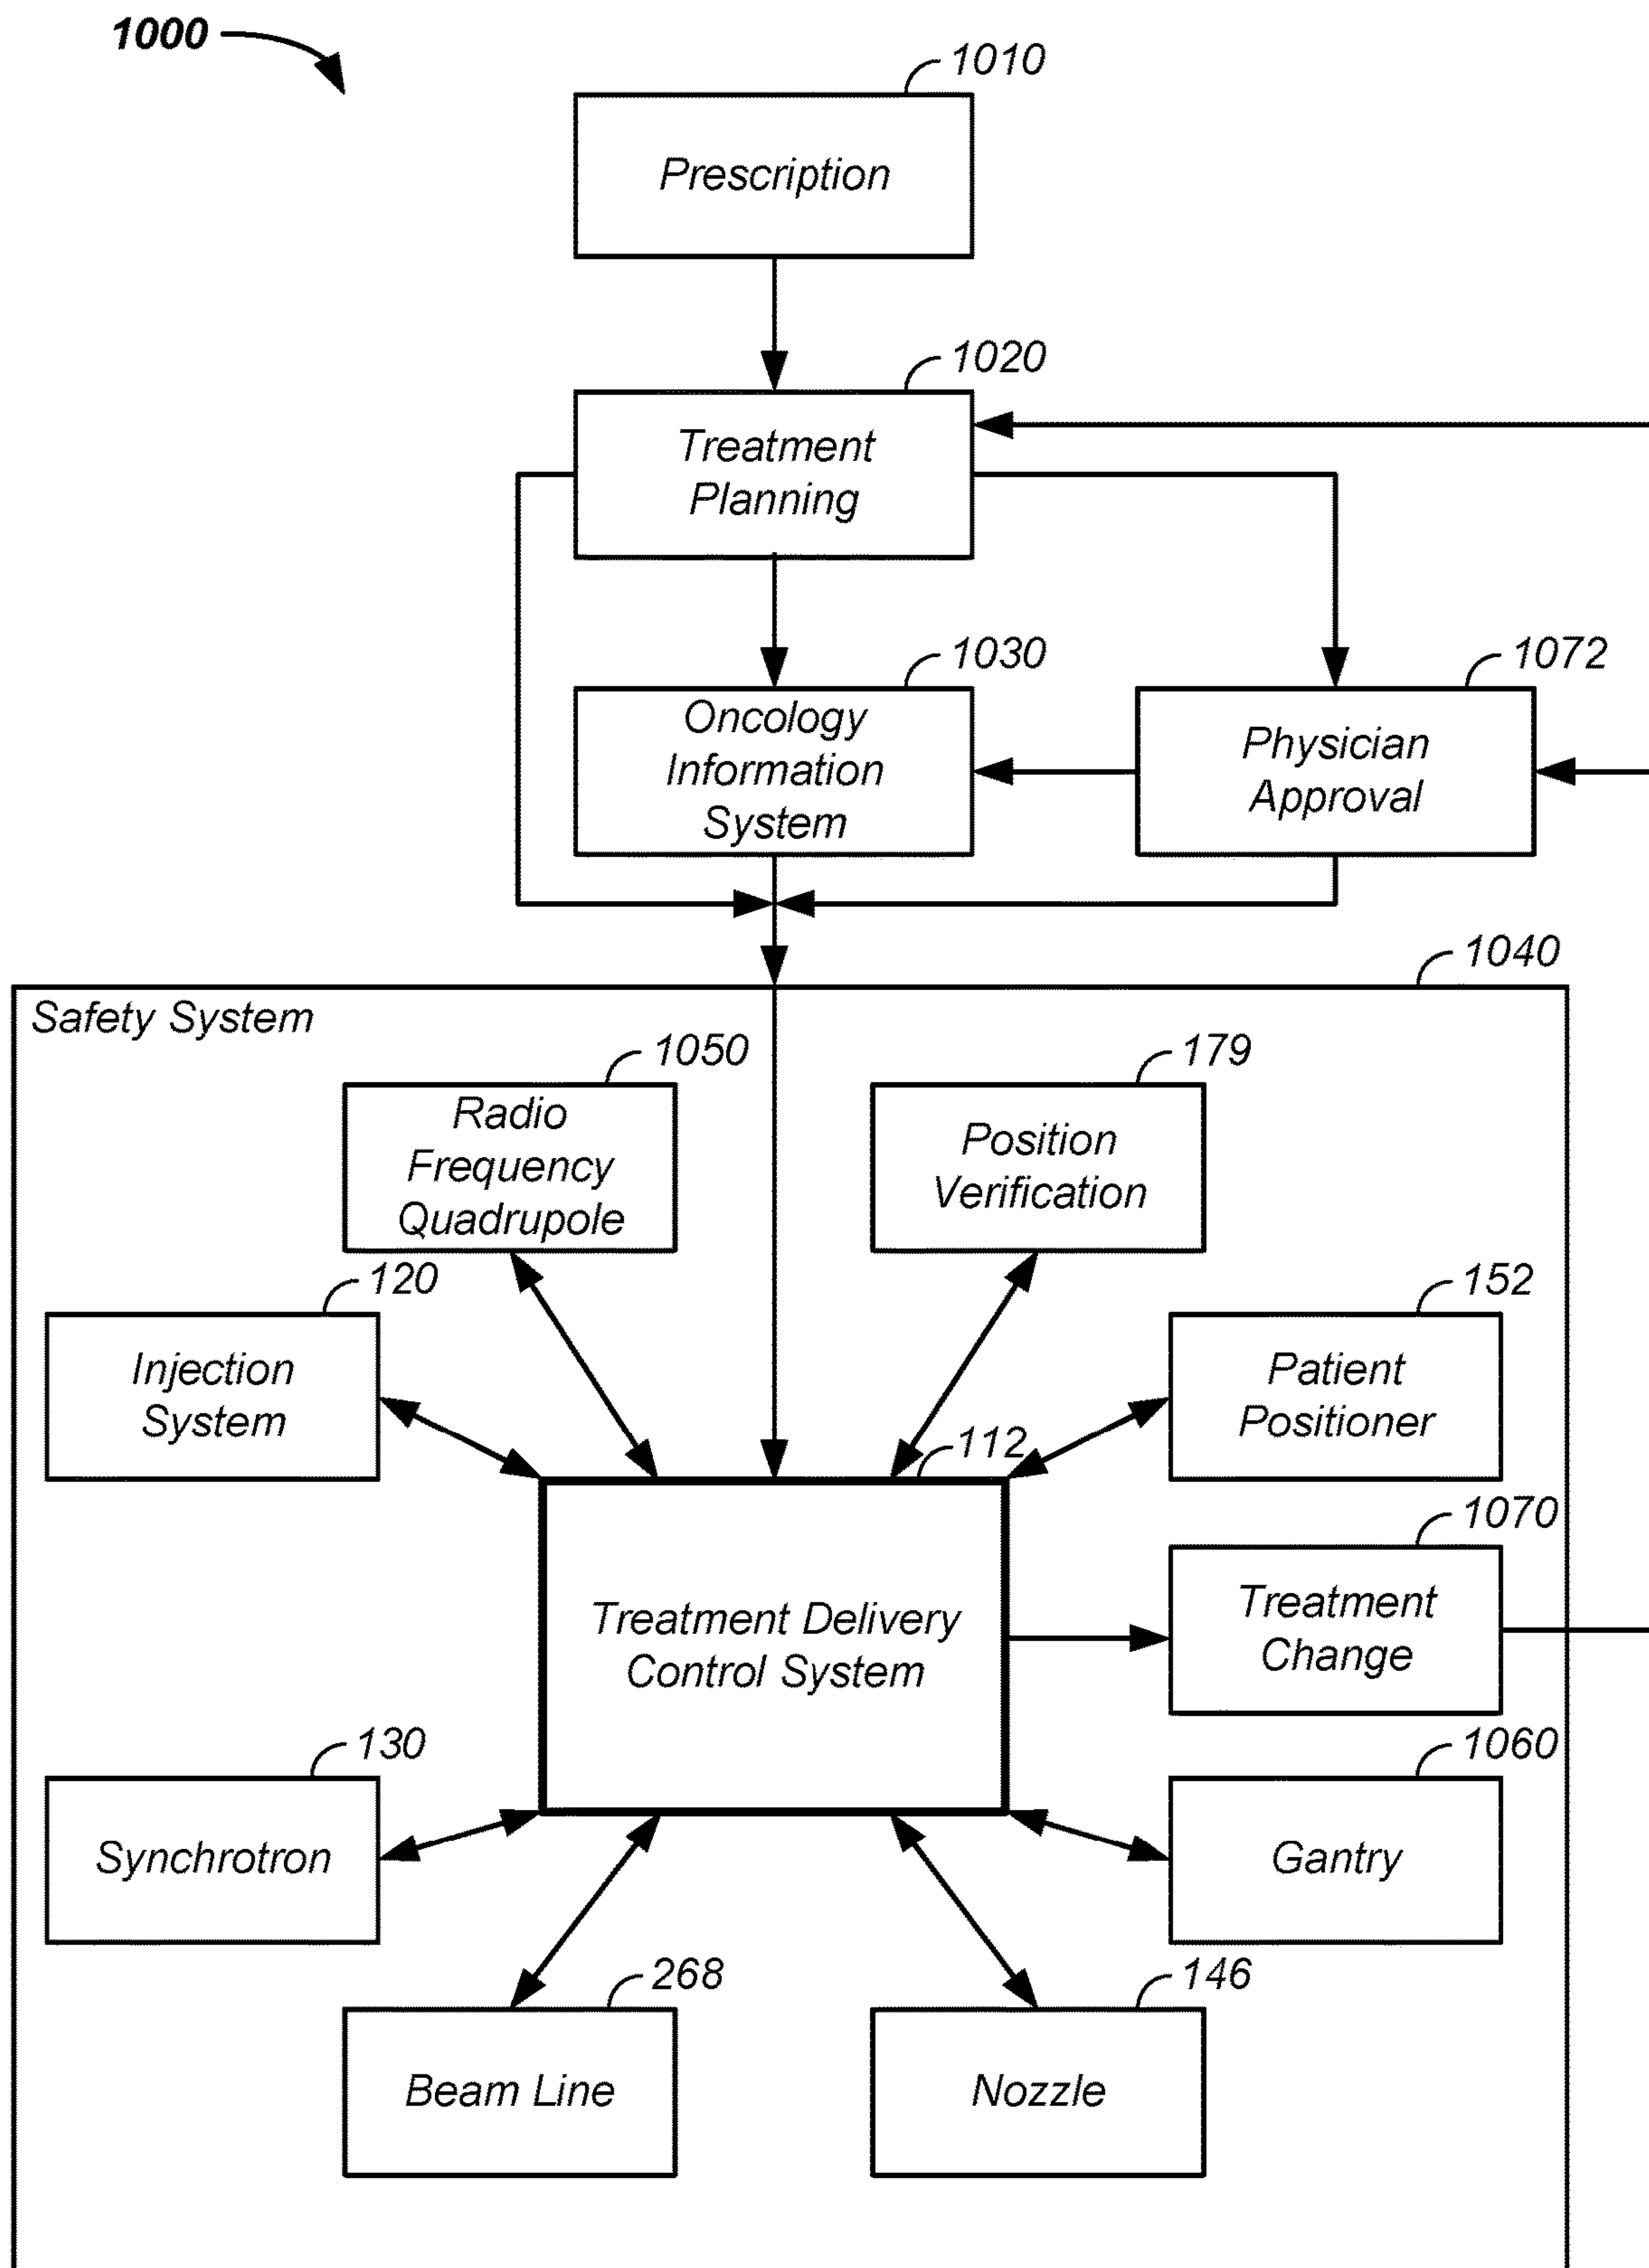 1000
1010
Prescription
1020
Treatment
Planning
1030
Oncology
Information
System
1072
Physician
Approval
1040
Safety System
1050
Radio
Frequency
Quadrupole
179
Position
Verification
120
Injection
System
152
Patient
Positioner
112
Treatment Delivery
Control System
1070
Treatment
Change
130
Synchrotron
1060
Gantry
268
Beam Line
146
Nozzle